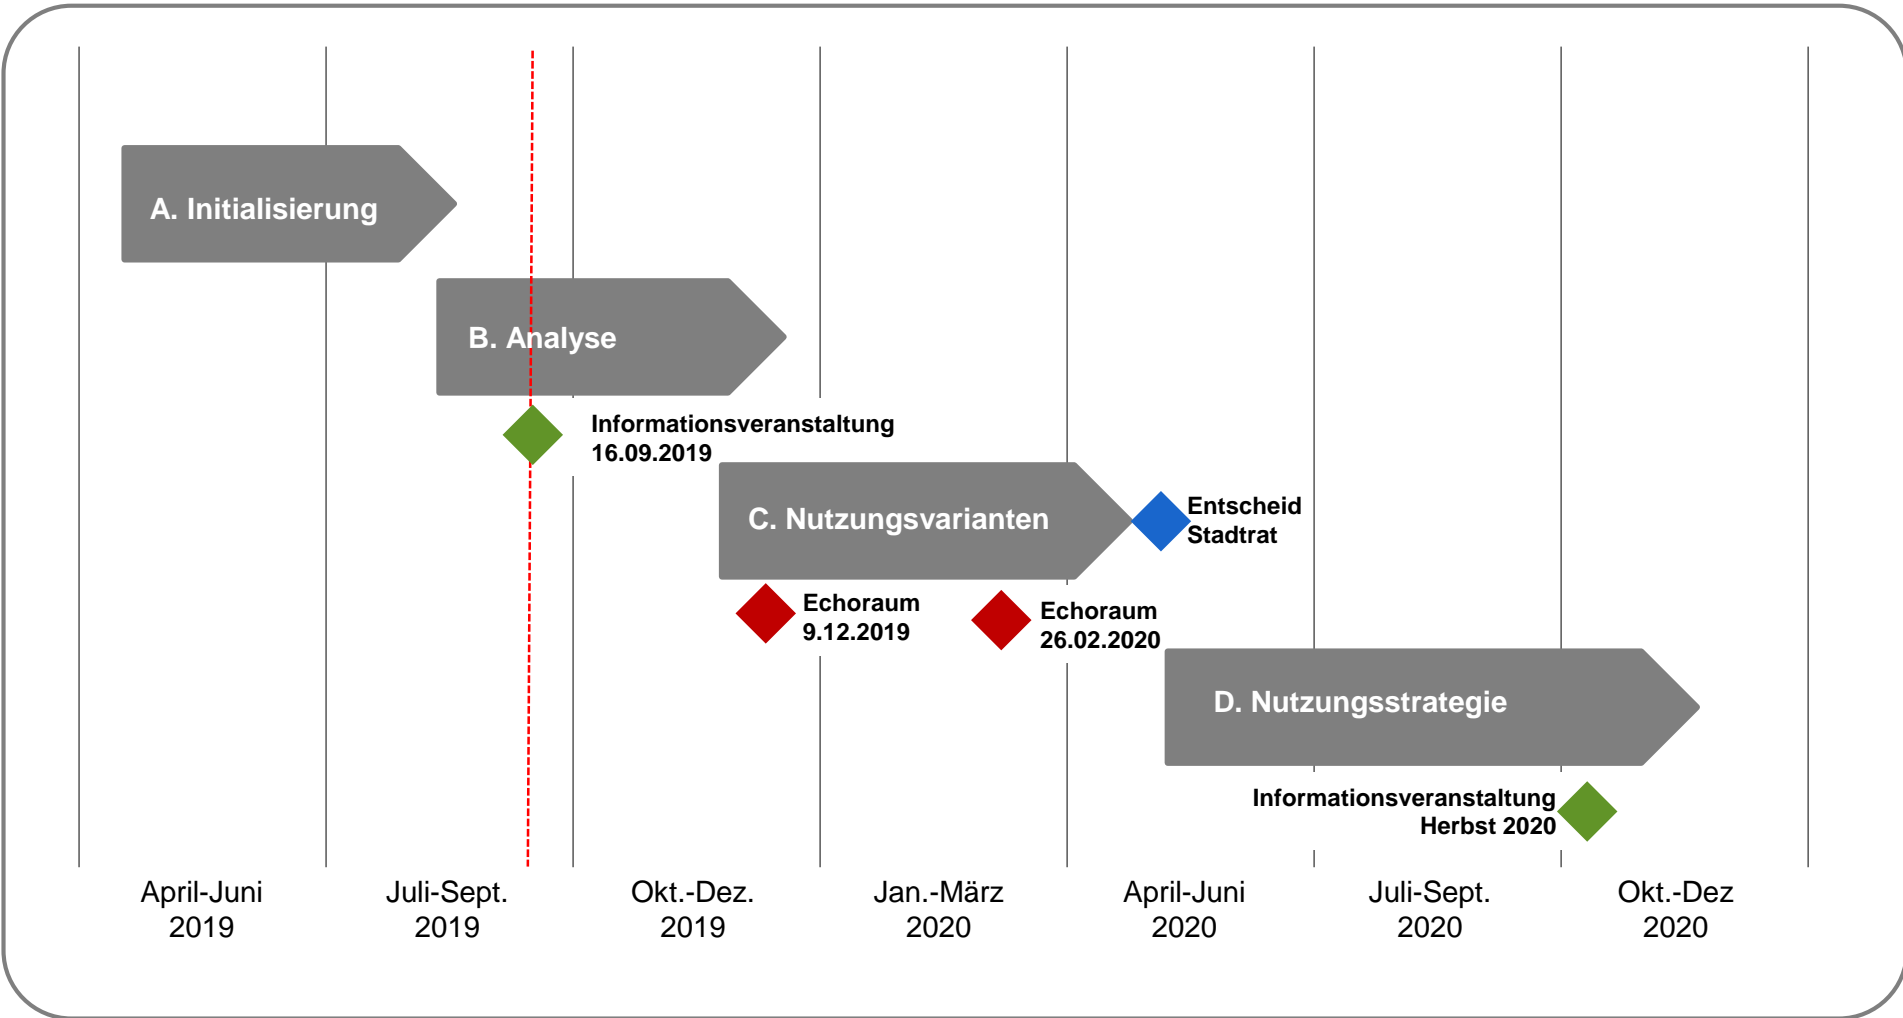 A. Initialisierung
B. Analyse
Informationsveranstaltung
16.09.2019
C. Nutzungsvarianten
Entscheid
Stadtrat
Echoraum
9.12.2019
Echoraum
26.02.2020
D. Nutzungsstrategie
Informationsveranstaltung
Herbst 2020
April-Juni
2019
Juli-Sept.
2019
Okt.-Dez.
2019
Jan.-März
2020
April-Juni
2020
Juli-Sept.
2020
Okt.-Dez
2020